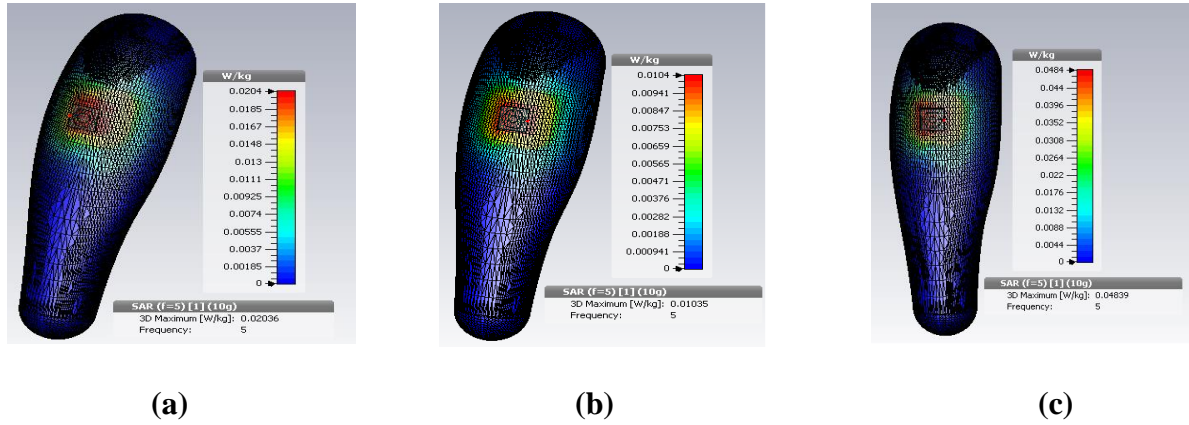 W/kg
0.0204
0.0185
0.0167
0.0148
0.013
0.0111
0.00925
0.0074
0.00555
0.0037
0.00185
0
SAR (f=5) [1] (10g)
3D Maximum [W/kg]: 0.02036
Frequency: 5
(a)
W/kg
0.0104
0.00941
0.00847
0.00753
0.00659
0.00565
0.00471
0.00376
0.00282
0.00188
0.000941
0
SAR (f=5) [1] (10g)
3D Maximum [W/kg]: 0.01035
Frequency: 5
(b)
W/kg
0.0484
0.044
0.0396
0.0352
0.0308
0.0264
0.022
0.0176
0.0132
0.0088
0.0044
0
SAR (f=5) [1] (10g)
3D Maximum [W/kg]: 0.04839
Frequency: 5
(c)